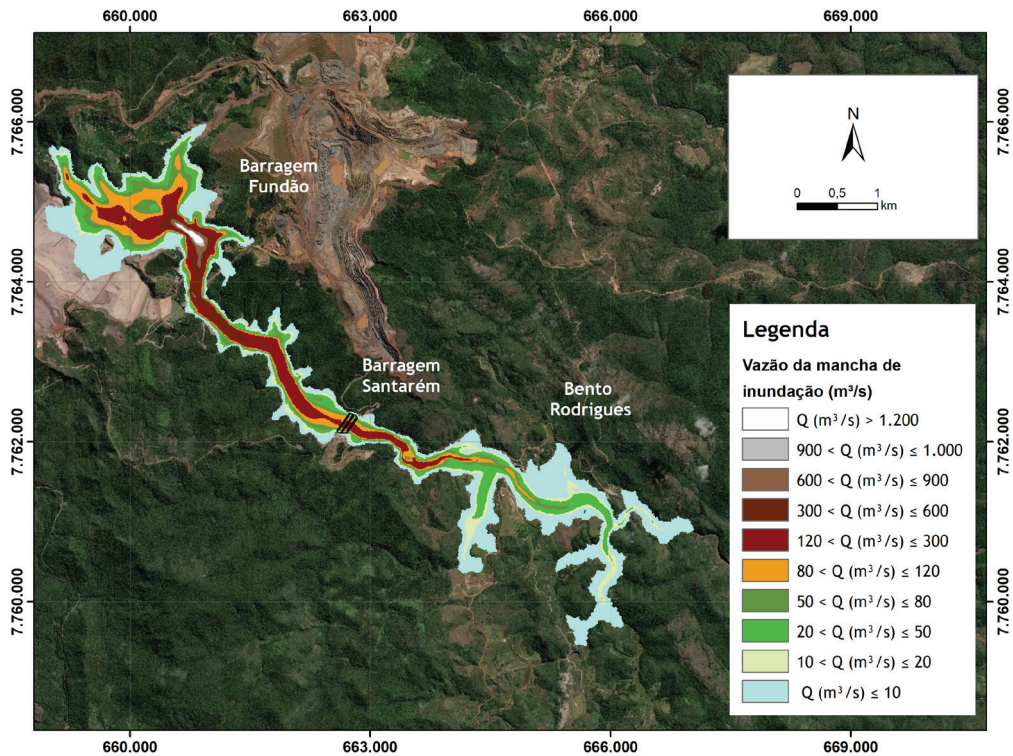 660.000 663.000 666.000 669.000
7.766.000 7.766.000
7.764.000 7.764.000
7.762.000 7.762.000
7.760.000 7.760.000
Barragem
Fundão
Barragem
Santarém
Bento
Rodrigues
N
0 0,5 1
km
Legenda
Vazão da mancha de
inundação (m³/s)
Q (m³/s) > 1.200
900 < Q (m³/s) ≤ 1.000
600 < Q (m³/s) ≤ 900
300 < Q (m³/s) ≤ 600
120 < Q (m³/s) ≤ 300
80 < Q (m³/s) ≤ 120
50 < Q (m³/s) ≤ 80
20 < Q (m³/s) ≤ 50
10 < Q (m³/s) ≤ 20
Q (m³/s) ≤ 10
660.000 663.000 666.000 669.000